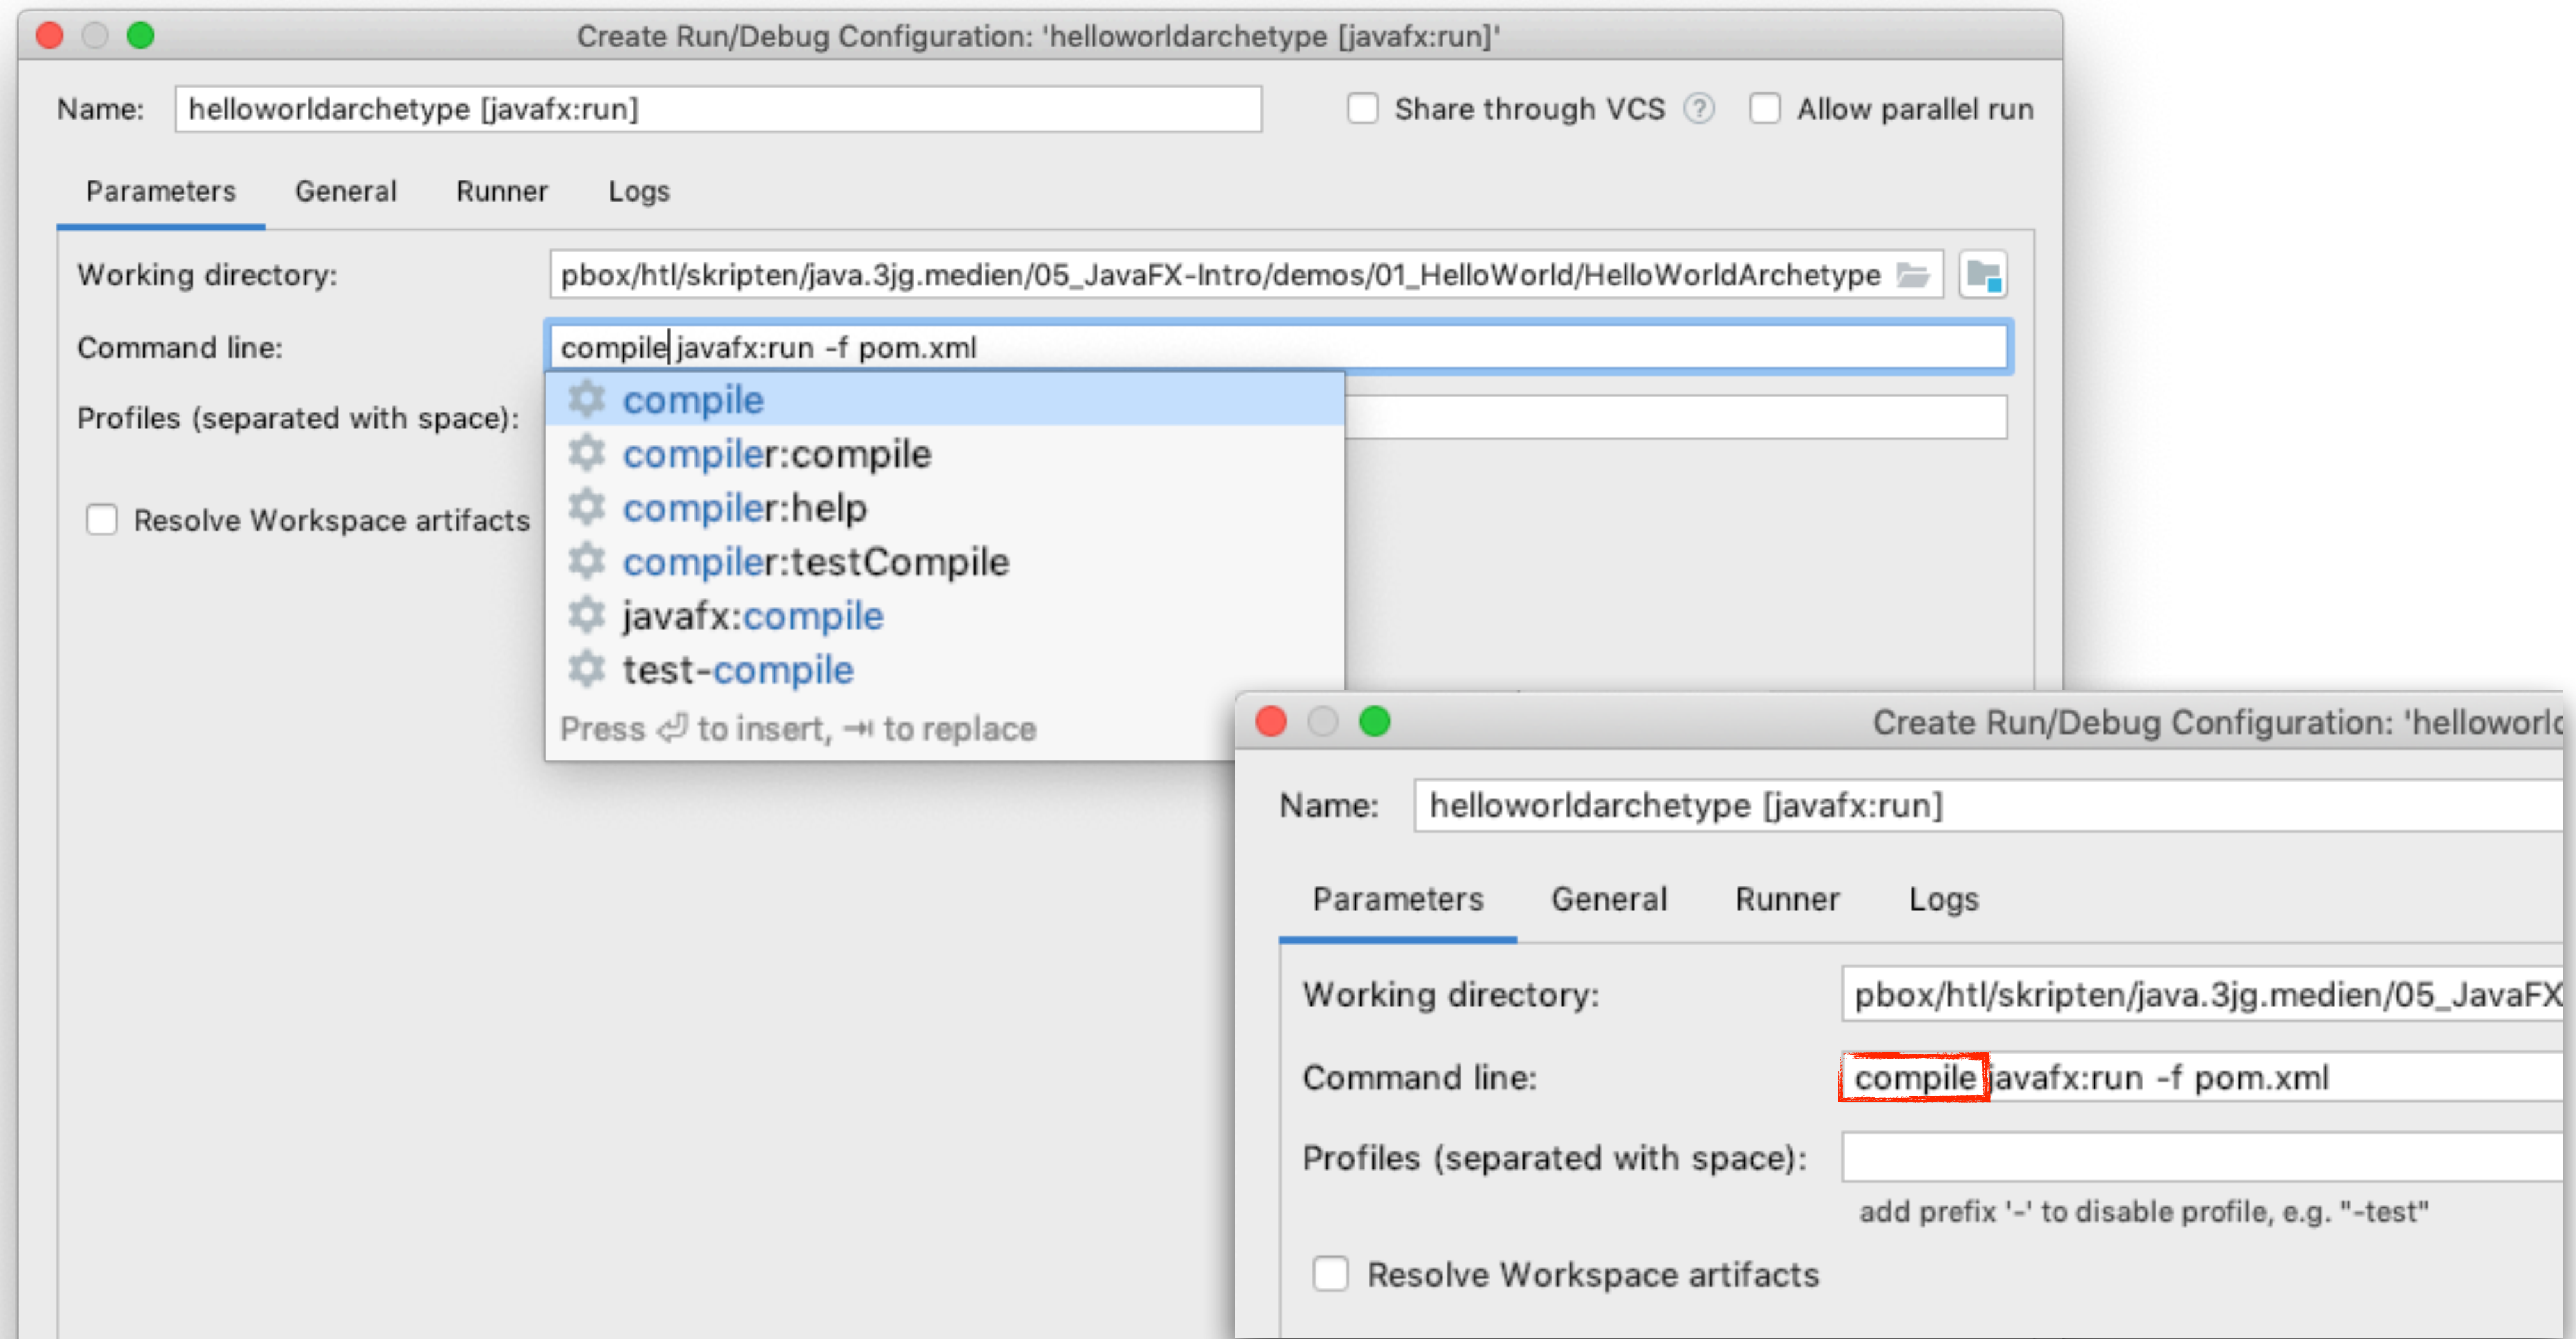 Create Run/Debug Configuration: 'helloworldarchetype [javafx:run]'
Name: helloworldarchetype [javafx:run] Share through VCS ? Allow parallel run
Parameters General Runner Logs
Working directory: pbox/htl/skripten/java.3jg.medien/05_JavaFX-Intro/demos/01_HelloWorld/HelloWorldArchetype
Command line: compile javafx:run -f pom.xml
Profiles (separated with space):
Resolve Workspace artifacts
compile
compiler:compile
compiler:help
compiler:testCompile
javafx:compile
test-compile
Press ⏎ to insert, ⇥ to replace
Create Run/Debug Configuration: 'helloworld
Name: helloworldarchetype [javafx:run]
Parameters General Runner Logs
Working directory: pbox/htl/skripten/java.3jg.medien/05_JavaFX
Command line: compile javafx:run -f pom.xml
Profiles (separated with space):
add prefix '-' to disable profile, e.g. "-test"
Resolve Workspace artifacts